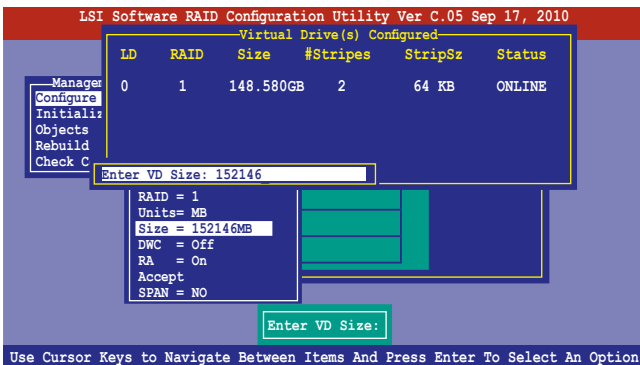 LSI Software RAID Configuration Utility Ver C.05 Sep 17, 2010
Virtual Drive(s) Configured
LD RAID Size #Stripes StripSz Status
0 1 148.580GB 2 64 KB ONLINE
Managem
Configure
Initializ
Objects
Rebuild
Check C
Enter VD Size: 152146_
RAID = 1
Units= MB
Size = 152146MB
DWC = Off
RA = On
Accept
SPAN = NO
Enter VD Size:
Use Cursor Keys to Navigate Between Items And Press Enter To Select An Option